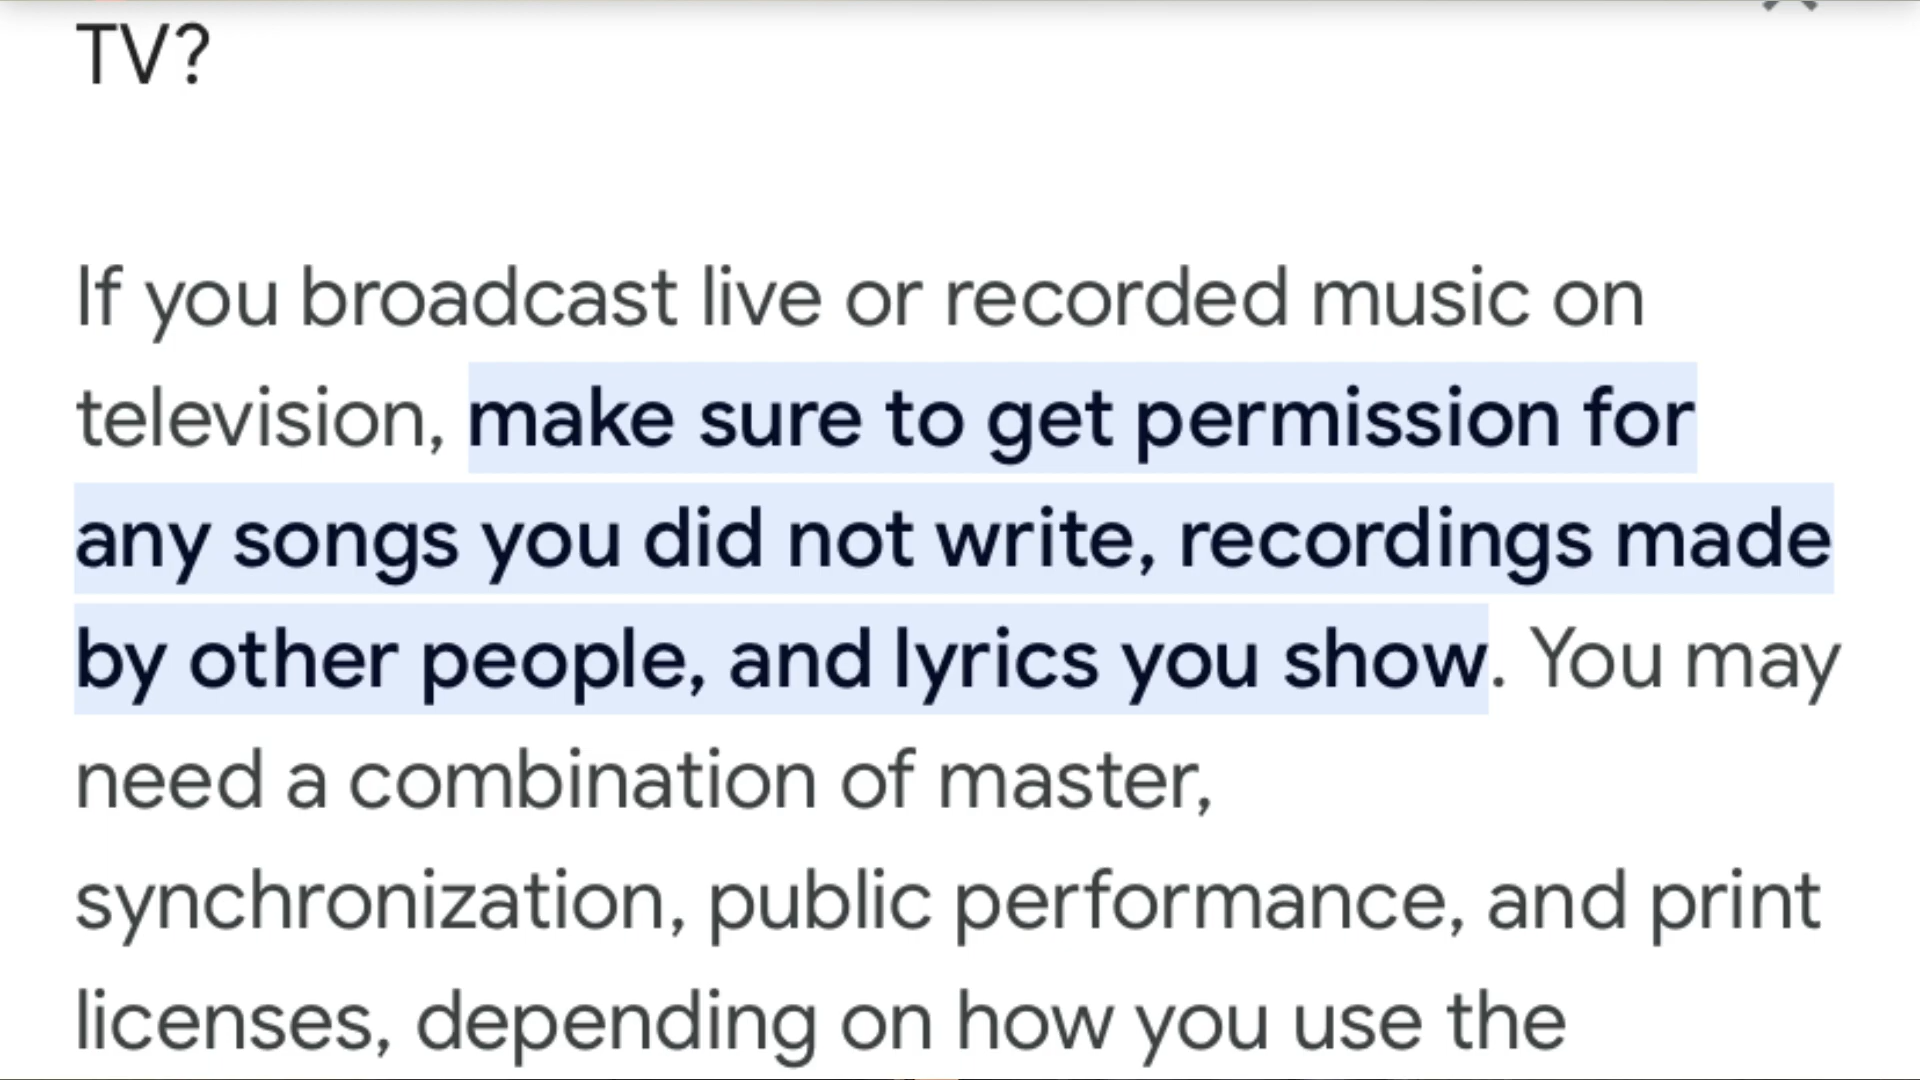 TV?
If you broadcast live or recorded music on
television, make sure to get permission for
any songs you did not write, recordings made
by other people, and lyrics you show. You may
need a combination of master,
synchronization, public performance, and print
licenses, depending on how you use the